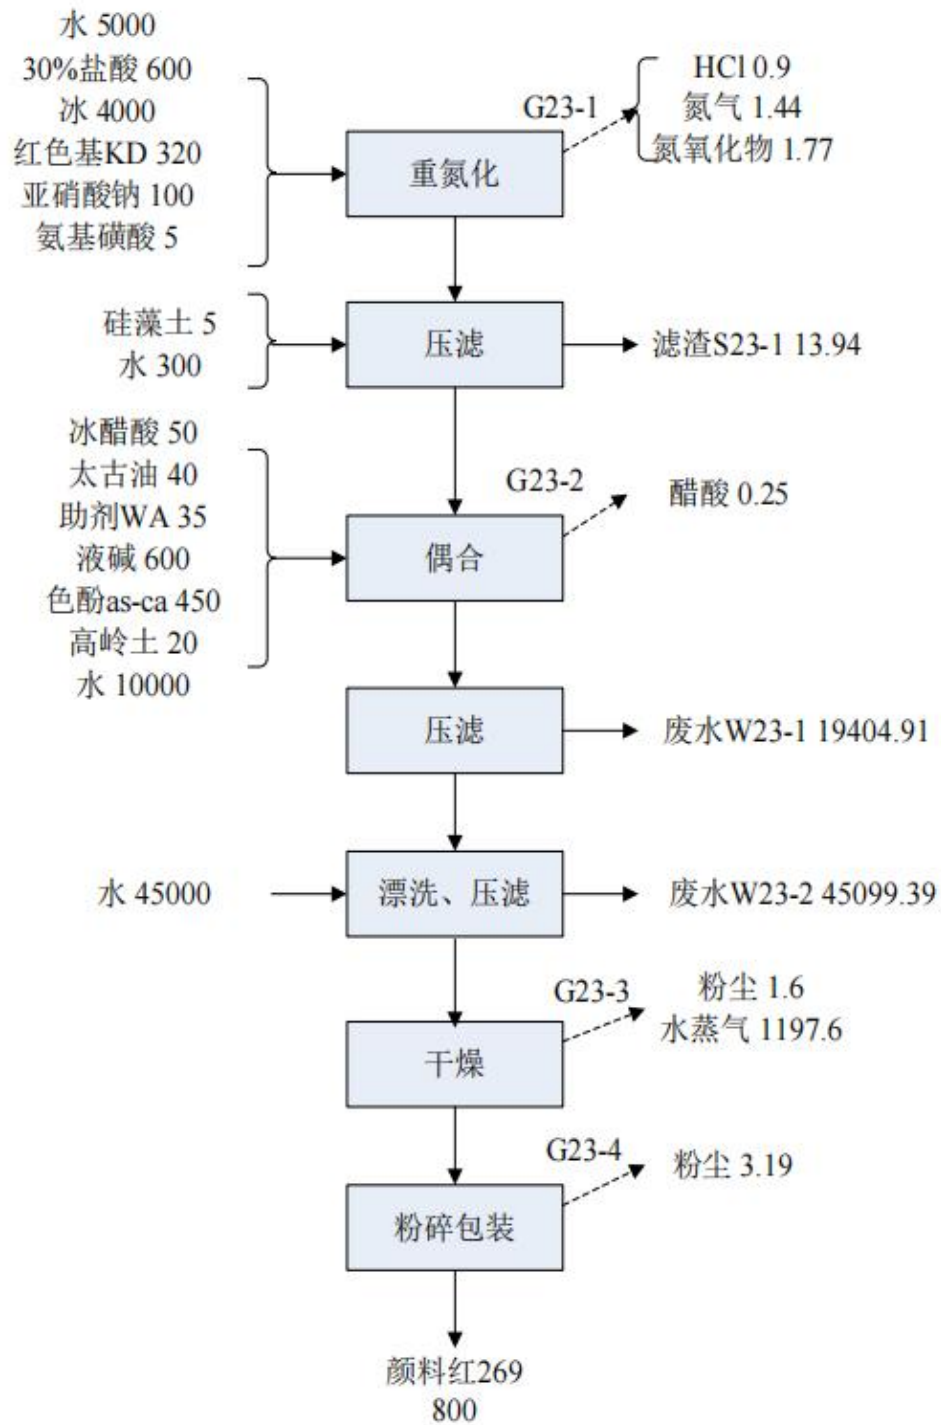 水 5000
30%盐酸 600
冰 4000
红色基KD 320
亚硝酸钠 100
氨基磺酸 5
重氮化
G23-1
HCl 0.9
氮气 1.44
氮氧化物 1.77
硅藻土 5
水 300
压滤
滤渣S23-1 13.94
冰醋酸 50
太古油 40
助剂WA 35
液碱 600
色酚as-ca 450
高岭土 20
水 10000
偶合
G23-2
醋酸 0.25
压滤
废水W23-1 19404.91
水 45000
漂洗、压滤
废水W23-2 45099.39
干燥
G23-3
粉尘 1.6
水蒸气 1197.6
粉碎包装
G23-4
粉尘 3.19
颜料红269
800